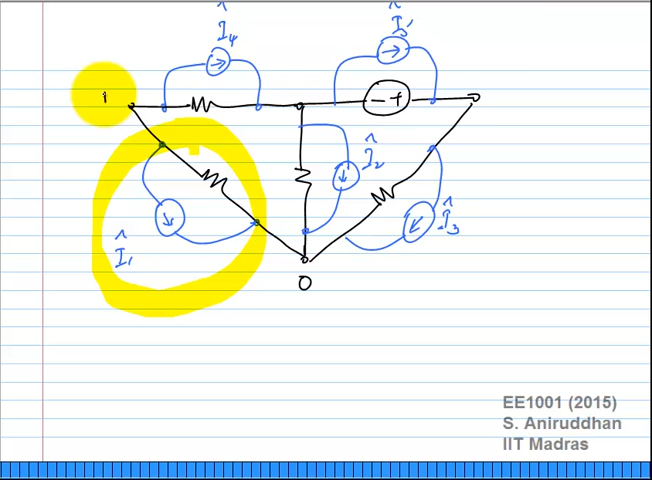 Î₄
Î₅
1
- +
Î₂
Î₁
Î₃
0
EE1001 (2015)
S. Aniruddhan
IIT Madras